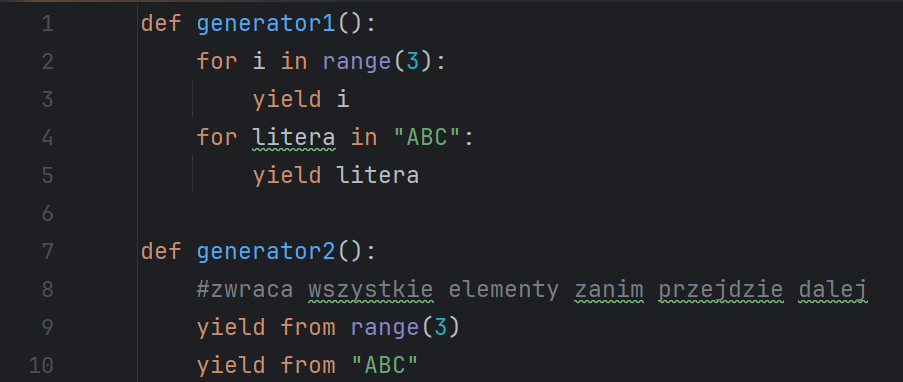 1 def generator1():
2     for i in range(3):
3         yield i
4     for litera in "ABC":
5         yield litera
6
7 def generator2():
8     #zwraca wszystkie elementy zanim przejdzie dalej
9     yield from range(3)
10     yield from "ABC"